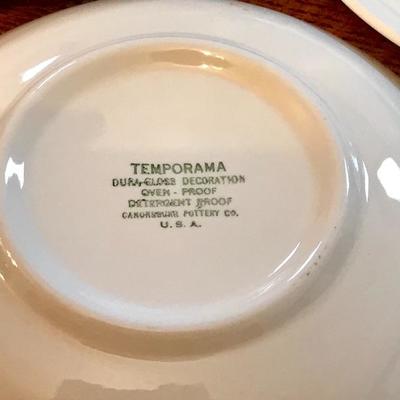 TEMPORAMA
DURA-GLOSS DECORATION
OVEN - PROOF
DETERGENT PROOF
CANONSBURG POTTERY CO.
U. S. A.